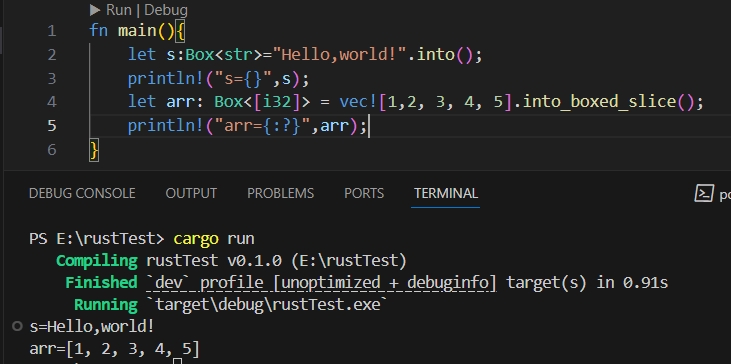 ▶ Run | Debug
1 fn main(){
2     let s:Box<str>="Hello,world!".into();
3     println!("s={}",s);
4     let arr: Box<[i32]> = vec![1,2, 3, 4, 5].into_boxed_slice();
5     println!("arr={:?}",arr);
6 }
DEBUG CONSOLE OUTPUT PROBLEMS PORTS TERMINAL
PS E:\rustTest> cargo run
   Compiling rustTest v0.1.0 (E:\rustTest)
    Finished `dev` profile [unoptimized + debuginfo] target(s) in 0.91s
     Running `target\debug\rustTest.exe`
s=Hello,world!
arr=[1, 2, 3, 4, 5]